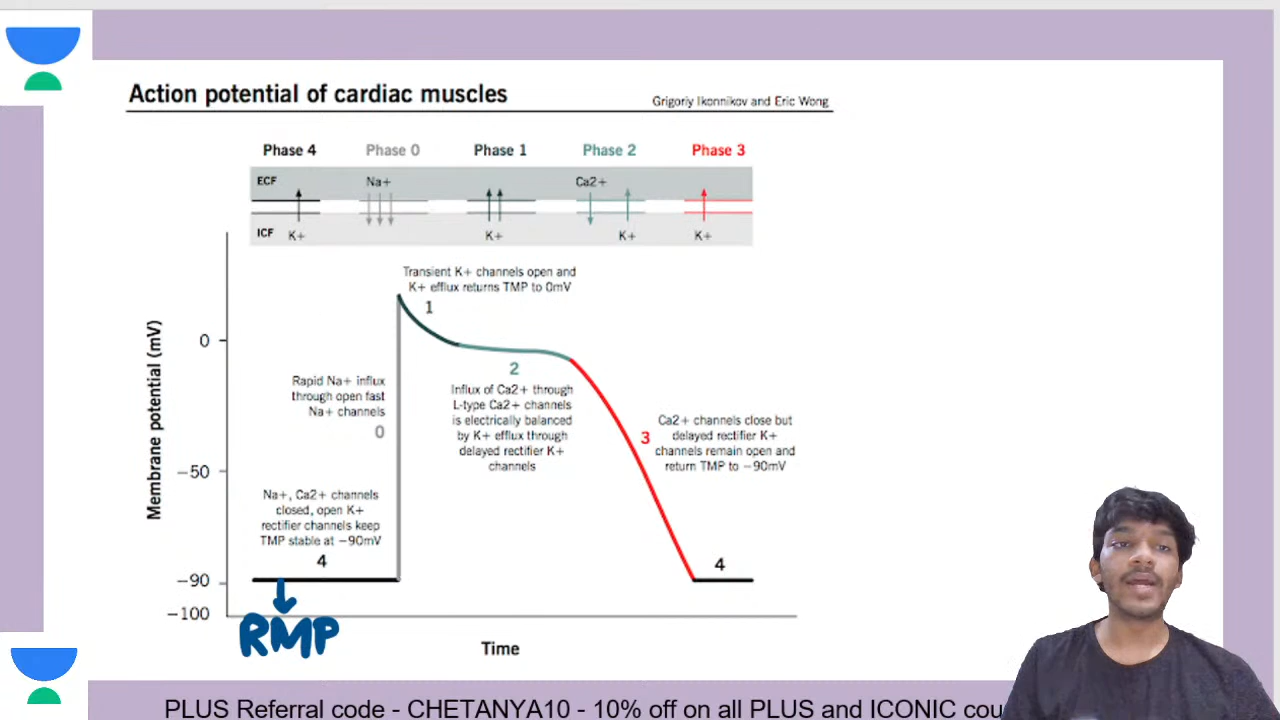 Action potential of cardiac muscles
Grigoriy Ikonnikov and Eric Wong
Phase 4
Phase 0
Phase 1
Phase 2
Phase 3
ECF
Na+
Ca2+
ICF
K+
K+
K+
K+
Transient K+ channels open and
K+ efflux returns TMP to 0mV
1
0
Rapid Na+ influx
through open fast
Na+ channels
0
2
Influx of Ca2+ through
L-type Ca2+ channels
is electrically balanced
by K+ efflux through
delayed rectifier K+
channels
3
Ca2+ channels close but
delayed rectifier K+
channels remain open and
return TMP to −90mV
Membrane potential (mV)
−50
Na+, Ca2+ channels
closed, open K+
rectifier channels keep
TMP stable at −90mV
4
4
−90
−100
RMP
Time
PLUS Referral code - CHETANYA10 - 10% off on all PLUS and ICONIC cou